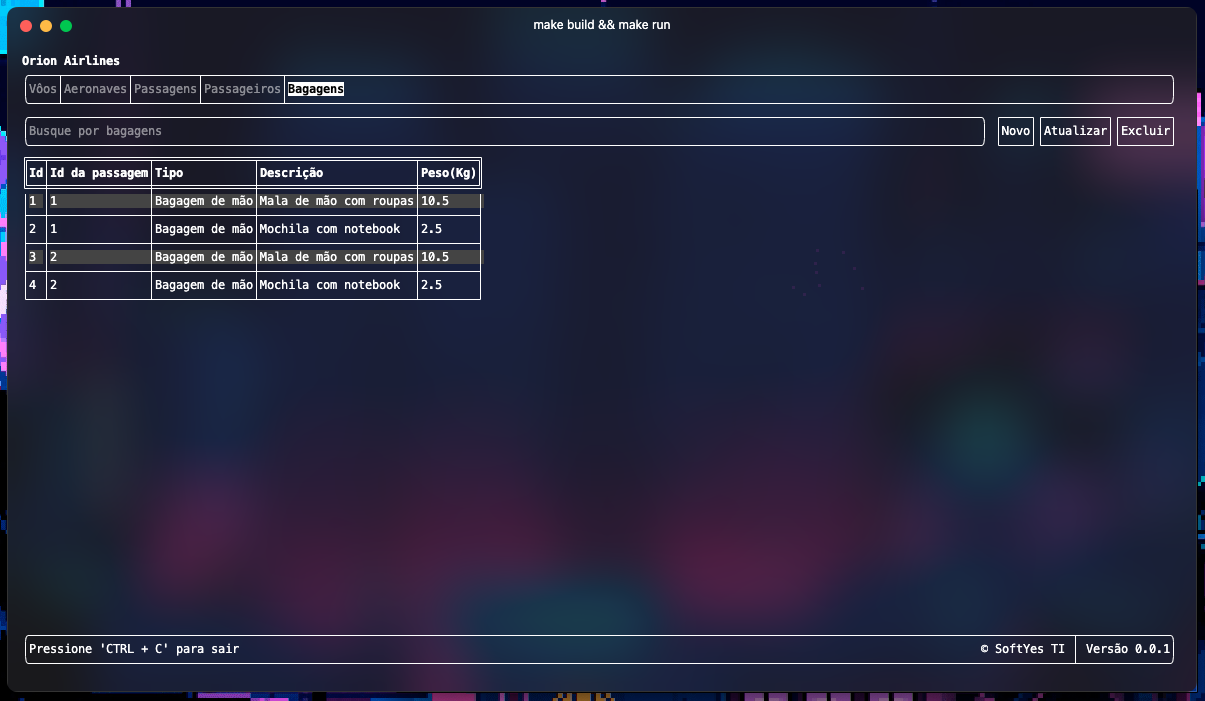 make build && make run
Orion Airlines
Vôos Aeronaves Passagens Passageiros Bagagens
Busque por bagagens Novo Atualizar Excluir
Id Id da passagem Tipo Descrição Peso(Kg)
1 1 Bagagem de mão Mala de mão com roupas 10.5
2 1 Bagagem de mão Mochila com notebook 2.5
3 2 Bagagem de mão Mala de mão com roupas 10.5
4 2 Bagagem de mão Mochila com notebook 2.5
Pressione 'CTRL + C' para sair © SoftYes TI Versão 0.0.1